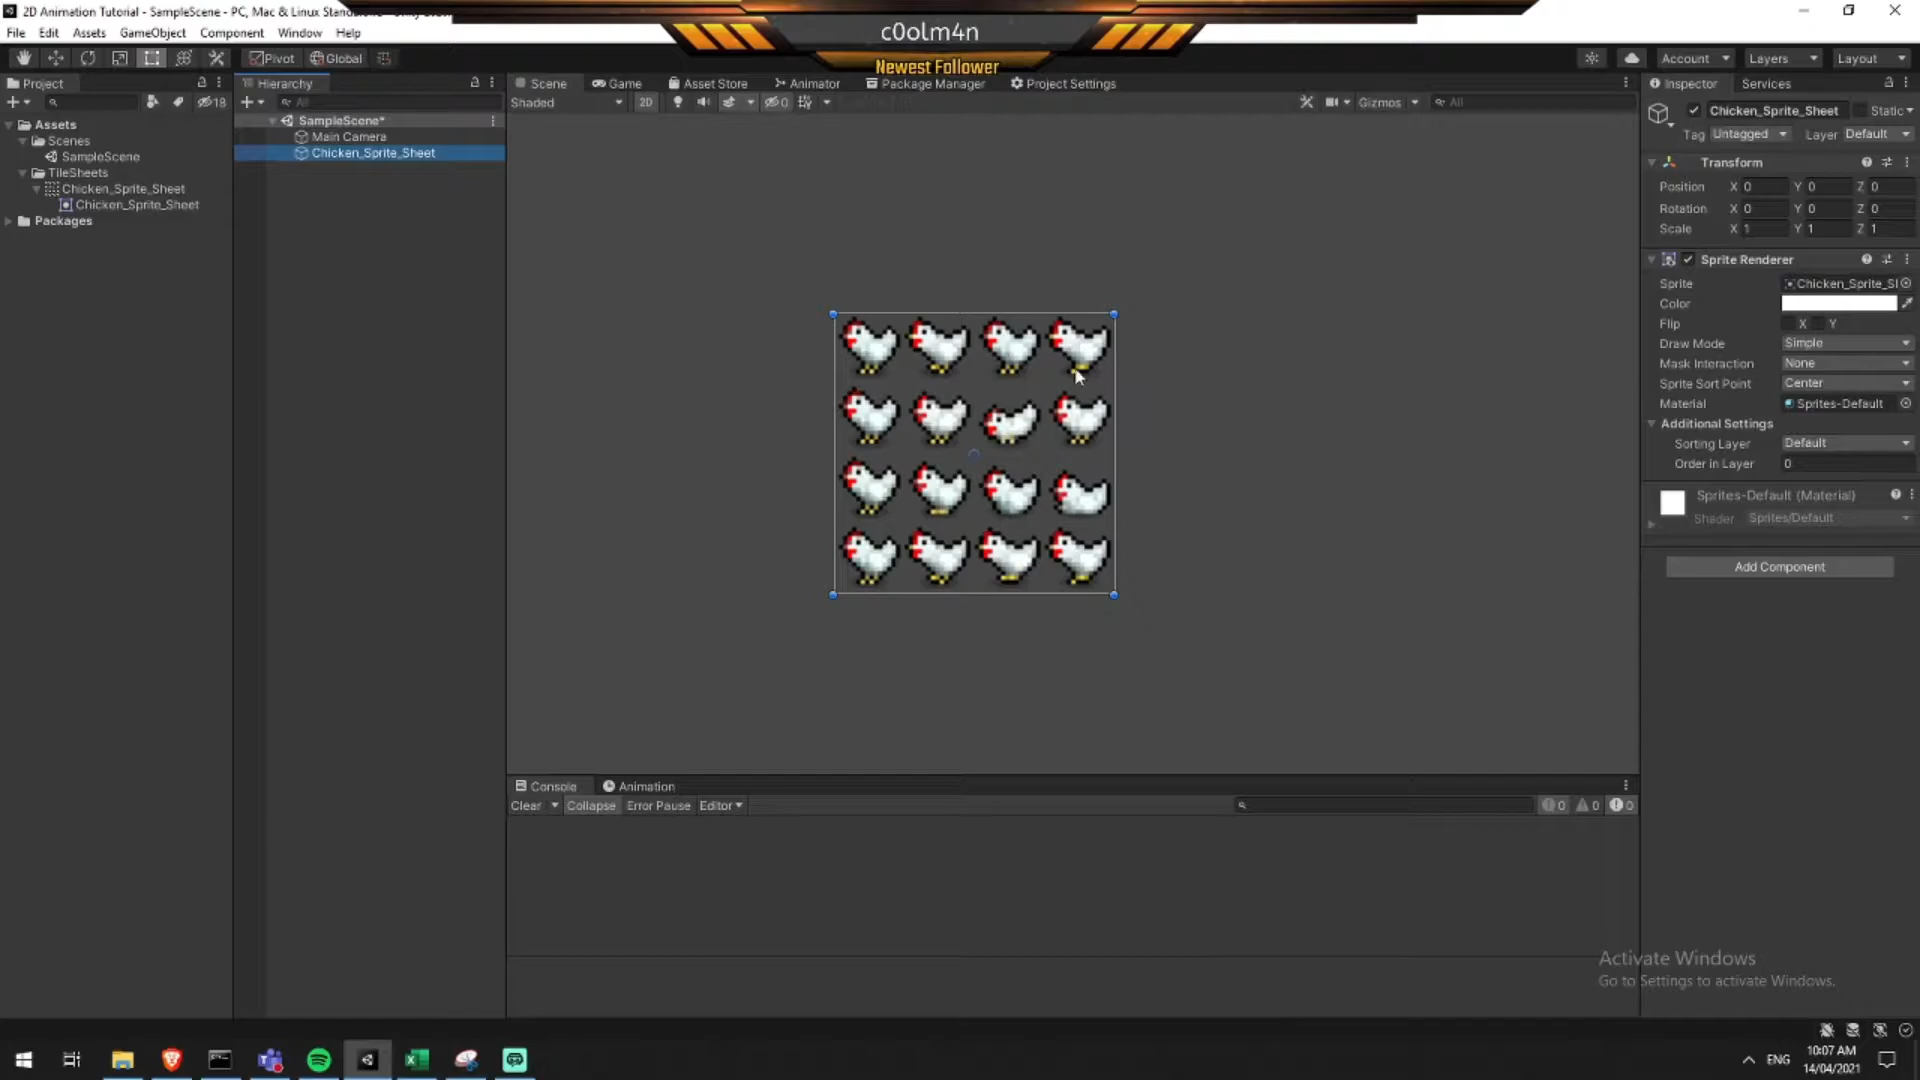 2D Animation Tutorial - SampleScene - PC, Mac & Linux
c0olm4n
Newest Follower
File Edit Assets GameObject Component Window Help
Pivot Global
Account Layers Layout
Project
18
Assets
Scenes
SampleScene
TileSheets
Chicken_Sprite_Sheet
Chicken_Sprite_Sheet
Packages
Hierarchy
All
SampleScene*
Main Camera
Chicken_Sprite_Sheet
Scene Game Asset Store Animator Package Manager Project Settings
Shaded 2D 0 Gizmos All
Console Animation
Clear Collapse Error Pause Editor 0 0 0
Inspector Services
Chicken_Sprite_Sheet Static
Tag Untagged Layer Default
Transform
Position X 0 Y 0 Z 0
Rotation X 0 Y 0 Z 0
Scale X 1 Y 1 Z 1
Sprite Renderer
Sprite Chicken_Sprite_S
Color
Flip X Y
Draw Mode Simple
Mask Interaction None
Sprite Sort Point Center
Material Sprites-Default
Additional Settings
Sorting Layer Default
Order in Layer 0
Sprites-Default (Material)
Shader Sprites/Default
Add Component
Activate Windows
Go to Settings to activate Windows.
ENG
10:07 AM
14/04/2021